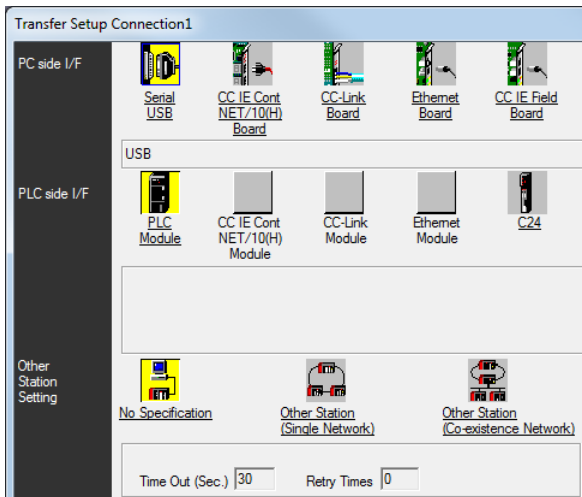 Transfer Setup Connection1
PC side I/F
Serial
USB
CC IE Cont
NET/10(H)
Board
CC-Link
Board
Ethernet
Board
CC IE Field
Board
USB
PLC side I/F
PLC
Module
CC IE Cont
NET/10(H)
Module
CC-Link
Module
Ethernet
Module
C24
Other
Station
Setting
No Specification
Other Station
(Single Network)
Other Station
(Co-existence Network)
Time Out (Sec.) 30 Retry Times 0